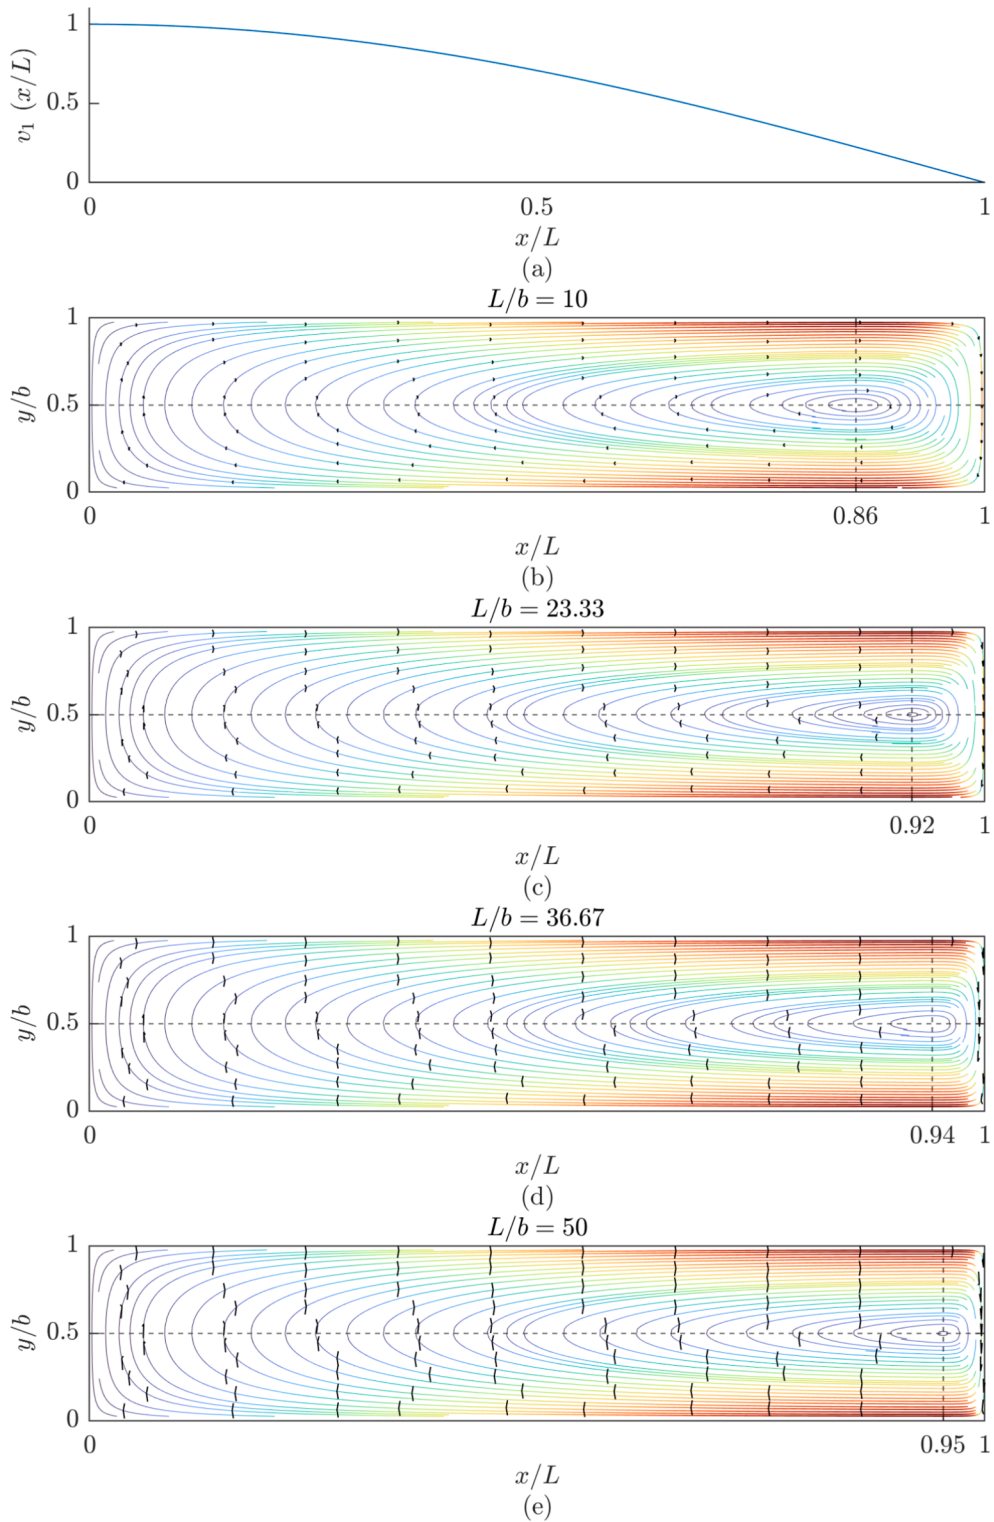 1
0.5
0
v₁ (x/L)
0 0.5 1
x/L
(a)
L/b = 10
1
0.5
0
y/b
0 0.86 1
x/L
(b)
L/b = 23.33
1
0.5
0
y/b
0 0.92 1
x/L
(c)
L/b = 36.67
1
0.5
0
y/b
0 0.94 1
x/L
(d)
L/b = 50
1
0.5
0
y/b
0 0.95 1
x/L
(e)